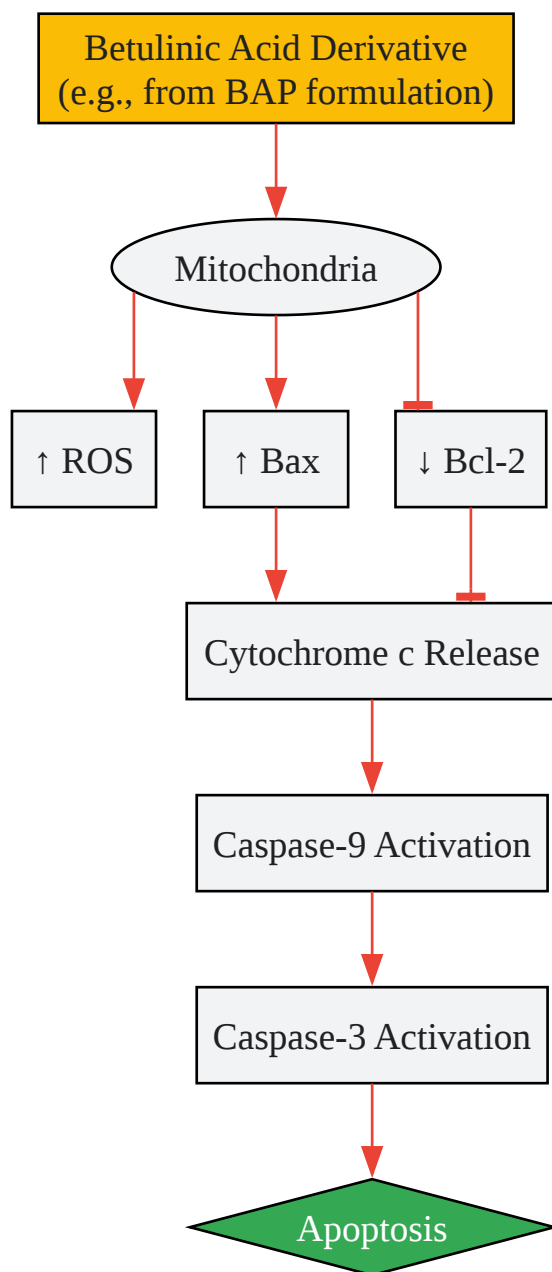 Betulinic Acid Derivative
(e.g., from BAP formulation)
Mitochondria
↑ ROS
↑ Bax
↓ Bcl-2
Cytochrome c Release
Caspase-9 Activation
Caspase-3 Activation
Apoptosis